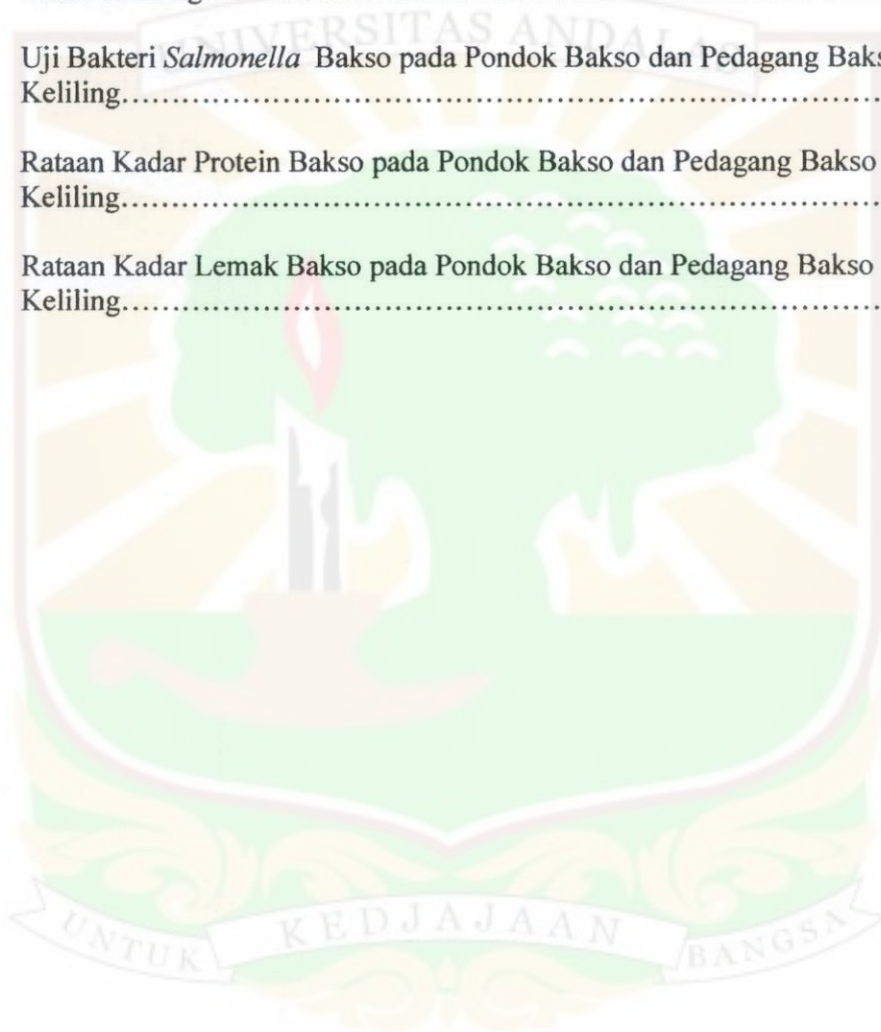 UNIVERSITAS ANDALAS
Uji Bakteri Salmonella Bakso pada Pondok Bakso dan Pedagang Bakso
Keliling......................................................................
Rataan Kadar Protein Bakso pada Pondok Bakso dan Pedagang Bakso
Keliling......................................................................
Rataan Kadar Lemak Bakso pada Pondok Bakso dan Pedagang Bakso
Keliling......................................................................
UNTUK KEDJAJAAN BANGSA